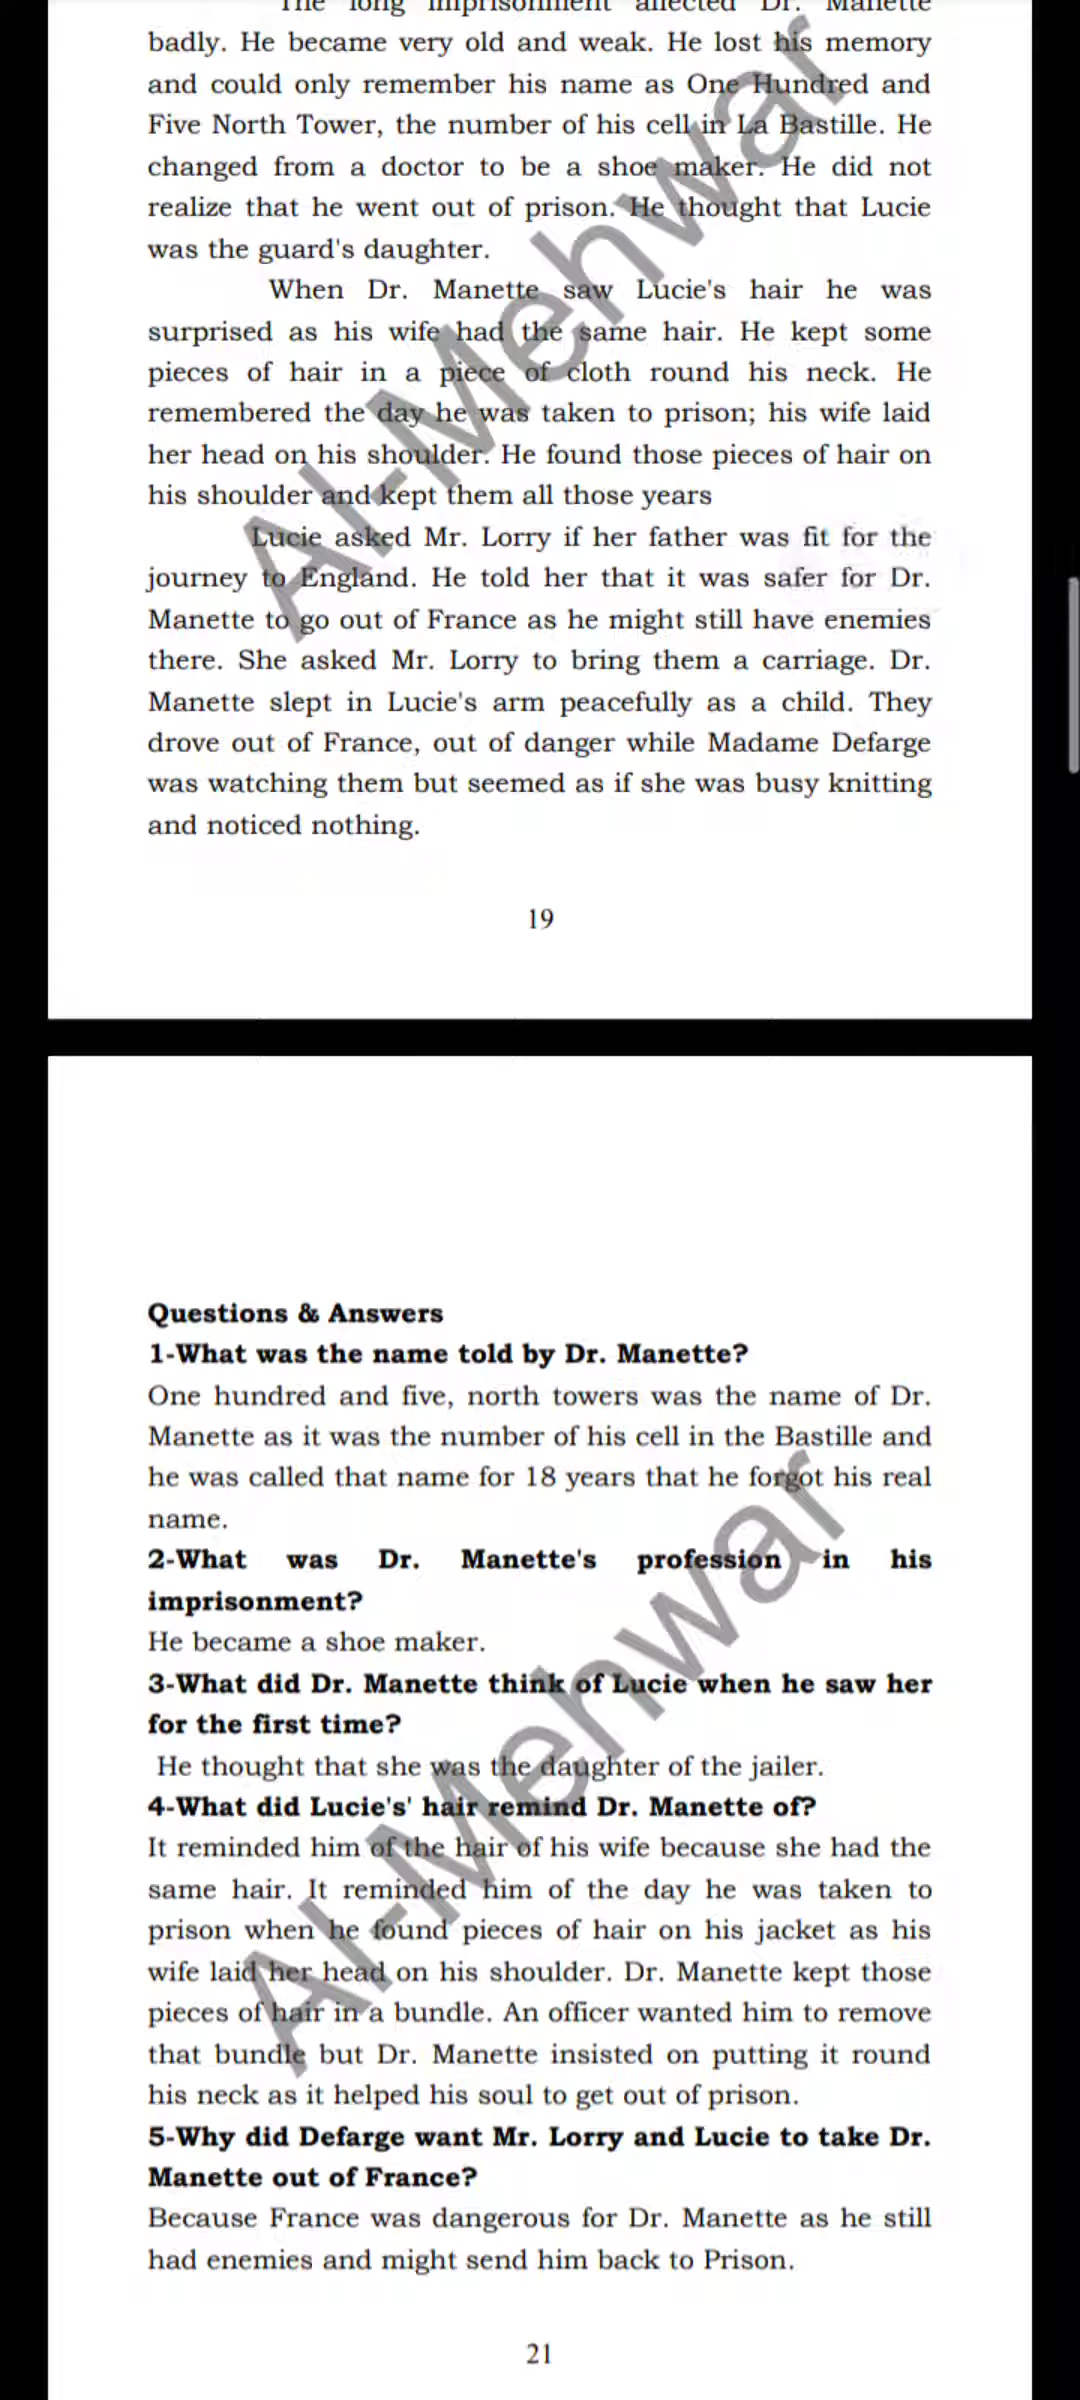 The long imprisonment affected Dr. Manette
badly. He became very old and weak. He lost his memory
and could only remember his name as One Hundred and
Five North Tower, the number of his cell in La Bastille. He
changed from a doctor to be a shoe maker. He did not
realize that he went out of prison. He thought that Lucie
was the guard's daughter.
When Dr. Manette saw Lucie's hair he was
surprised as his wife had the same hair. He kept some
pieces of hair in a piece of cloth round his neck. He
remembered the day he was taken to prison; his wife laid
her head on his shoulder. He found those pieces of hair on
his shoulder and kept them all those years
Lucie asked Mr. Lorry if her father was fit for the
journey to England. He told her that it was safer for Dr.
Manette to go out of France as he might still have enemies
there. She asked Mr. Lorry to bring them a carriage. Dr.
Manette slept in Lucie's arm peacefully as a child. They
drove out of France, out of danger while Madame Defarge
was watching them but seemed as if she was busy knitting
and noticed nothing.
Al-Mehwar
19
Questions & Answers
1-What was the name told by Dr. Manette?
One hundred and five, north towers was the name of Dr.
Manette as it was the number of his cell in the Bastille and
he was called that name for 18 years that he forgot his real
name.
2-What was Dr. Manette's profession in his
imprisonment?
He became a shoe maker.
3-What did Dr. Manette think of Lucie when he saw her
for the first time?
He thought that she was the daughter of the jailer.
4-What did Lucie's' hair remind Dr. Manette of?
It reminded him of the hair of his wife because she had the
same hair. It reminded him of the day he was taken to
prison when he found pieces of hair on his jacket as his
wife laid her head on his shoulder. Dr. Manette kept those
pieces of hair in a bundle. An officer wanted him to remove
that bundle but Dr. Manette insisted on putting it round
his neck as it helped his soul to get out of prison.
5-Why did Defarge want Mr. Lorry and Lucie to take Dr.
Manette out of France?
Because France was dangerous for Dr. Manette as he still
had enemies and might send him back to Prison.
Al-Mehwar
21